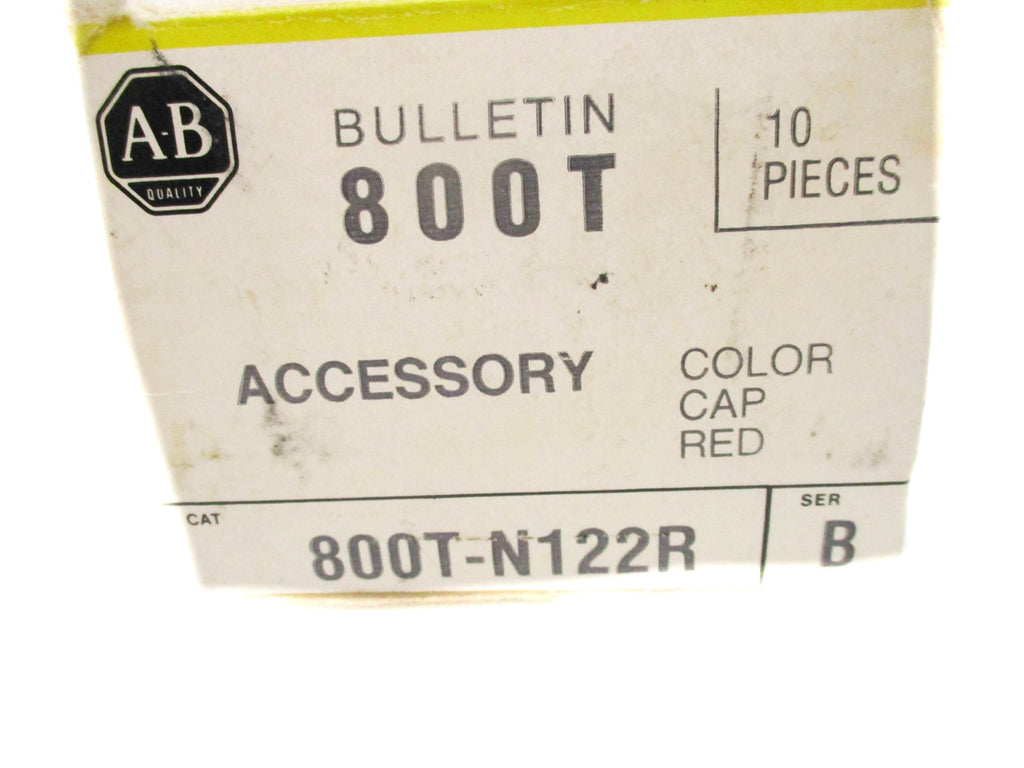 A-B
QUALITY
BULLETIN
800T
10
PIECES
ACCESSORY
COLOR
CAP
RED
CAT
800T-N122R
SER
B